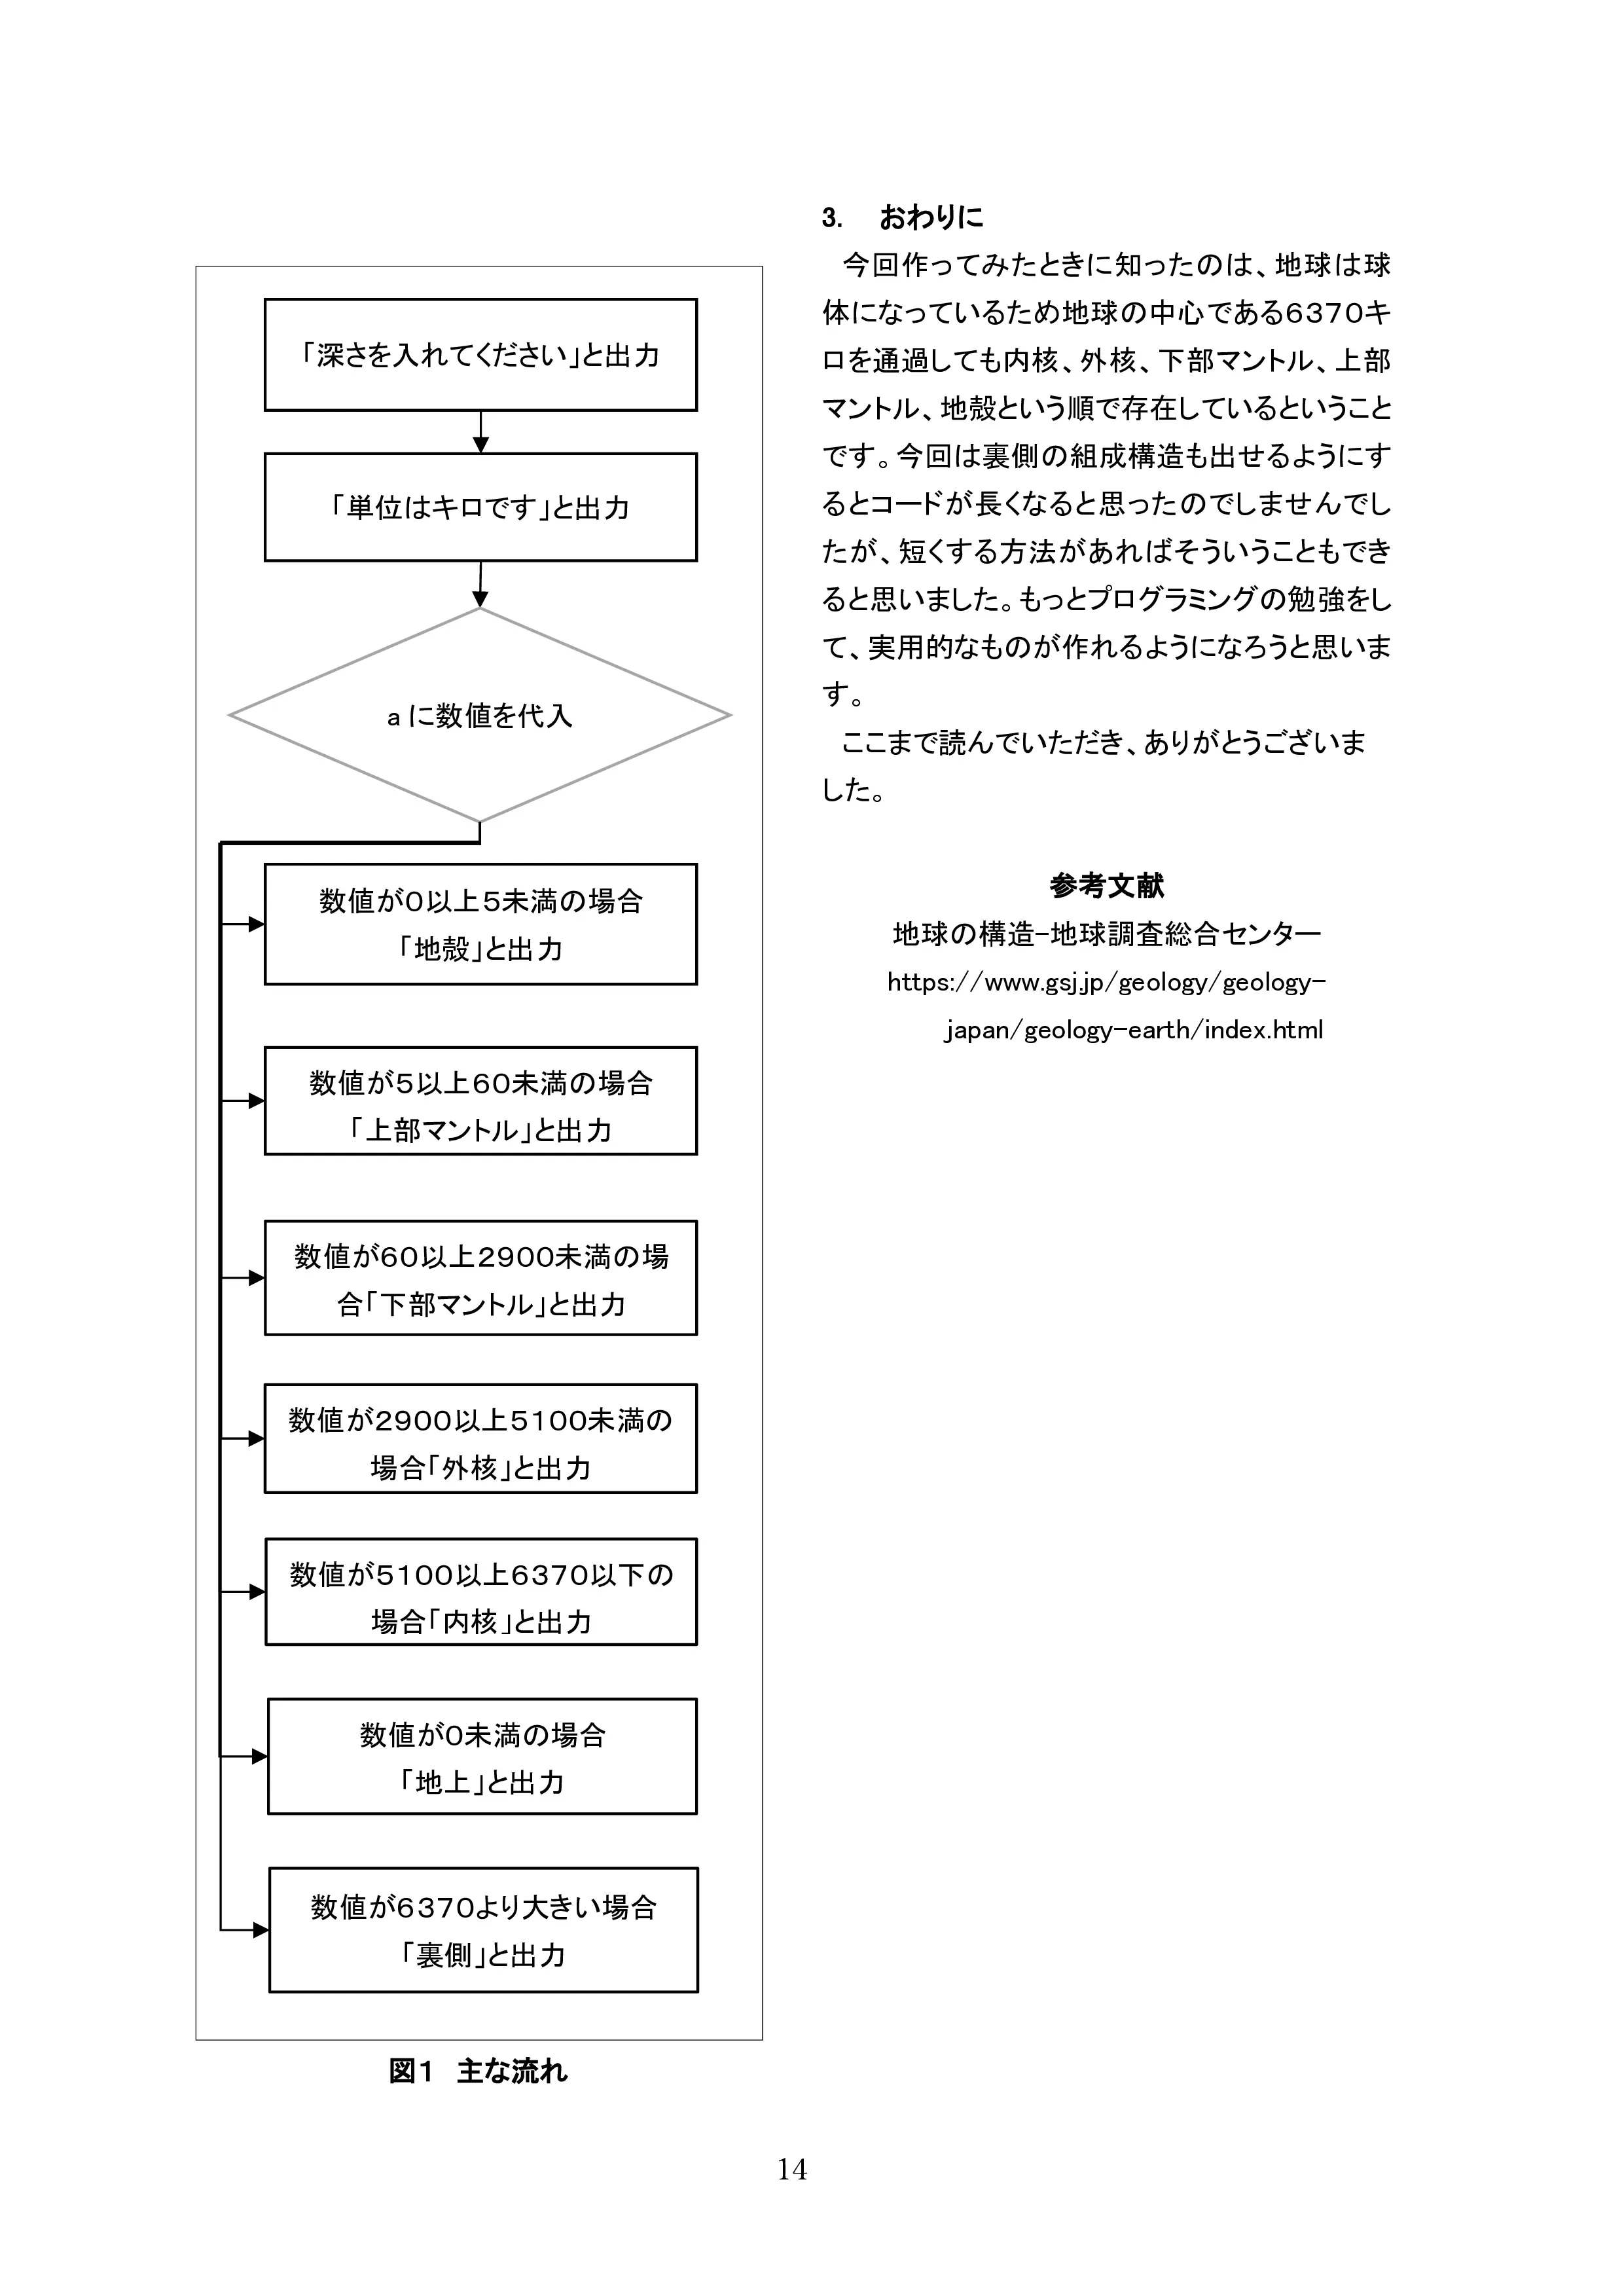 「深さを入れてください」と出力
「単位はキロです」と出力
aに数値を代入
数値が0以上5未満の場合
「地殻」と出力
数値が5以上60未満の場合
「上部マントル」と出力
数値が60以上2900未満の場
合「下部マントル」と出力
数値が2900以上5100未満の
場合「外核」と出力
数値が5100以上6370以下の
場合「内核」と出力
数値が0未満の場合
「地上」と出力
数値が6370より大きい場合
「裏側」と出力
図1 主な流れ
3. おわりに
今回作ってみたときに知ったのは、地球は球
体になっているため地球の中心である6370キ
ロを通過しても内核、外核、下部マントル、上部
マントル、地殻という順で存在しているということ
です。今回は裏側の組成構造も出せるようにす
るとコードが長くなると思ったのでしませんでし
たが、短くする方法があればそういうこともでき
ると思いました。もっとプログラミングの勉強をし
て、実用的なものが作れるようになろうと思いま
す。
ここまで読んでいただき、ありがとうございま
した。
参考文献
地球の構造-地球調査総合センター
https://www.gsj.jp/geology/geology-
japan/geology-earth/index.html
14